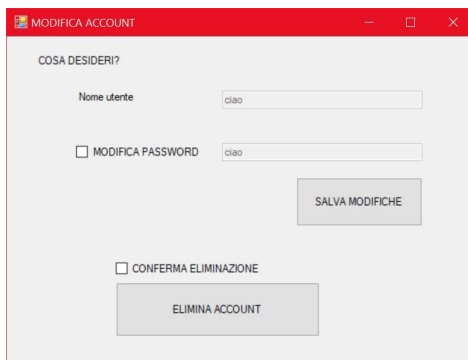 MODIFICA ACCOUNT
COSA DESIDERI?
Nome utente ciao
MODIFICA PASSWORD ciao
SALVA MODIFICHE
CONFERMA ELIMINAZIONE
ELIMINA ACCOUNT